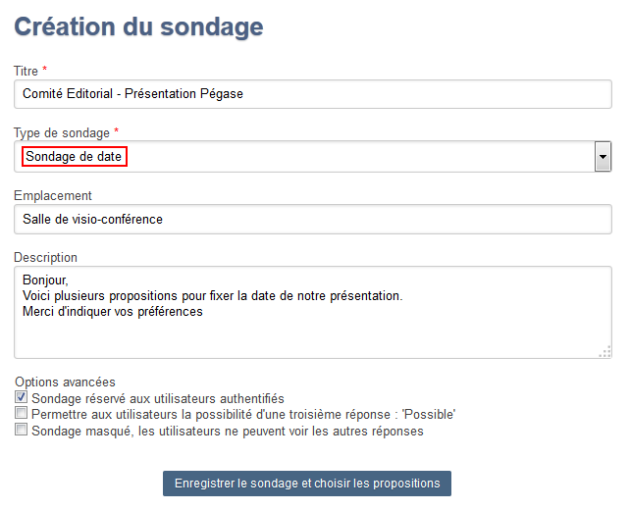 Création du sondage
Titre *
Comité Editorial - Présentation Pégase
Type de sondage *
Sondage de date
Emplacement
Salle de visio-conférence
Description
Bonjour,
Voici plusieurs propositions pour fixer la date de notre présentation.
Merci d'indiquer vos préférences
Options avancées
Sondage réservé aux utilisateurs authentifiés
Permettre aux utilisateurs la possibilité d'une troisième réponse : 'Possible'
Sondage masqué, les utilisateurs ne peuvent voir les autres réponses
Enregistrer le sondage et choisir les propositions